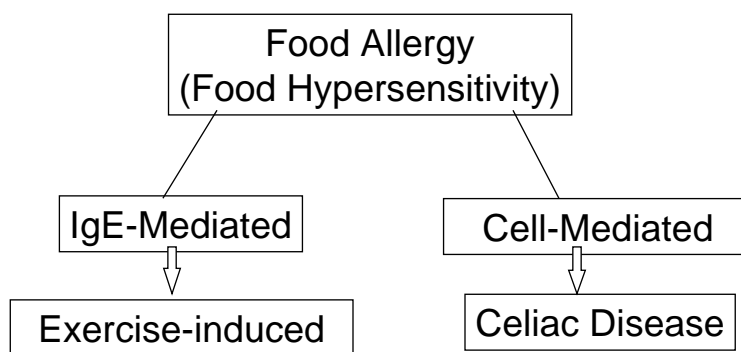 Food Allergy
(Food Hypersensitivity)
IgE-Mediated
Cell-Mediated
Exercise-induced
Celiac Disease